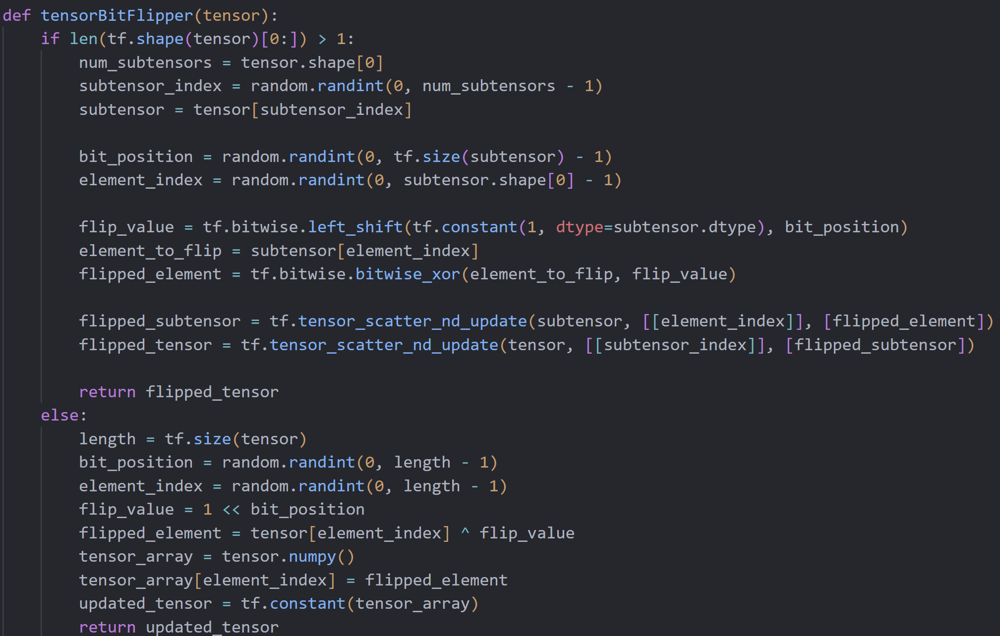 def tensorBitFlipper(tensor):
    if len(tf.shape(tensor)[0:]) > 1:
        num_subtensors = tensor.shape[0]
        subtensor_index = random.randint(0, num_subtensors - 1)
        subtensor = tensor[subtensor_index]

        bit_position = random.randint(0, tf.size(subtensor) - 1)
        element_index = random.randint(0, subtensor.shape[0] - 1)

        flip_value = tf.bitwise.left_shift(tf.constant(1, dtype=subtensor.dtype), bit_position)
        element_to_flip = subtensor[element_index]
        flipped_element = tf.bitwise.bitwise_xor(element_to_flip, flip_value)

        flipped_subtensor = tf.tensor_scatter_nd_update(subtensor, [[element_index]], [flipped_element])
        flipped_tensor = tf.tensor_scatter_nd_update(tensor, [[subtensor_index]], [flipped_subtensor])

        return flipped_tensor
    else:
        length = tf.size(tensor)
        bit_position = random.randint(0, length - 1)
        element_index = random.randint(0, length - 1)
        flip_value = 1 << bit_position
        flipped_element = tensor[element_index] ^ flip_value
        tensor_array = tensor.numpy()
        tensor_array[element_index] = flipped_element
        updated_tensor = tf.constant(tensor_array)
        return updated_tensor